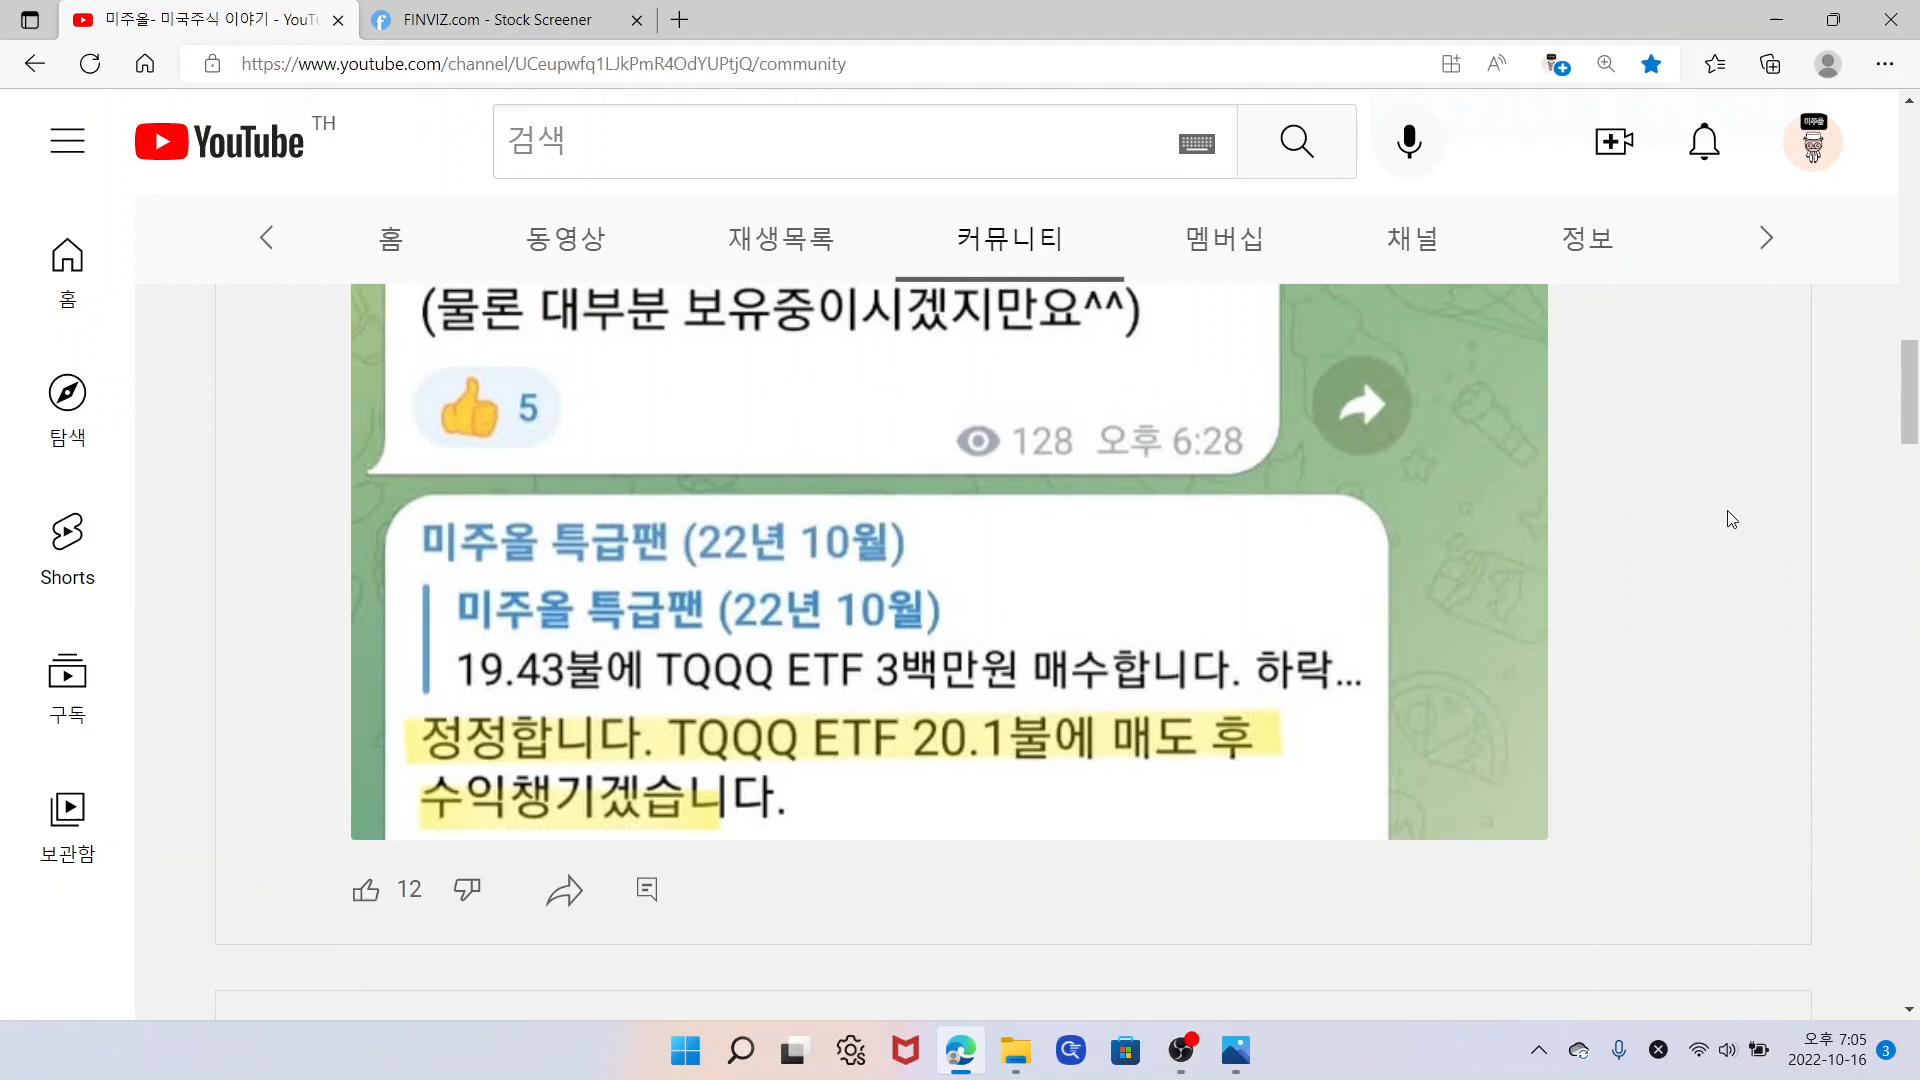 미주올- 미국주식 이야기 - YouTu
FINVIZ.com - Stock Screener
https://www.youtube.com/channel/UCeupwfq1LJkPmR4OdYUPtjQ/community
YouTube TH
검색
미주올
홈 동영상 재생목록 커뮤니티 멤버십 채널 정보
홈
탐색
Shorts
구독
보관함
(물론 대부분 보유중이시겠지만요^^)
5
128 오후 6:28
미주올 특급팬 (22년 10월)
미주올 특급팬 (22년 10월)
19.43불에 TQQQ ETF 3백만원 매수합니다. 하락...
정정합니다. TQQQ ETF 20.1불에 매도 후
수익챙기겠습니다.
12
오후 7:05
2022-10-16
3